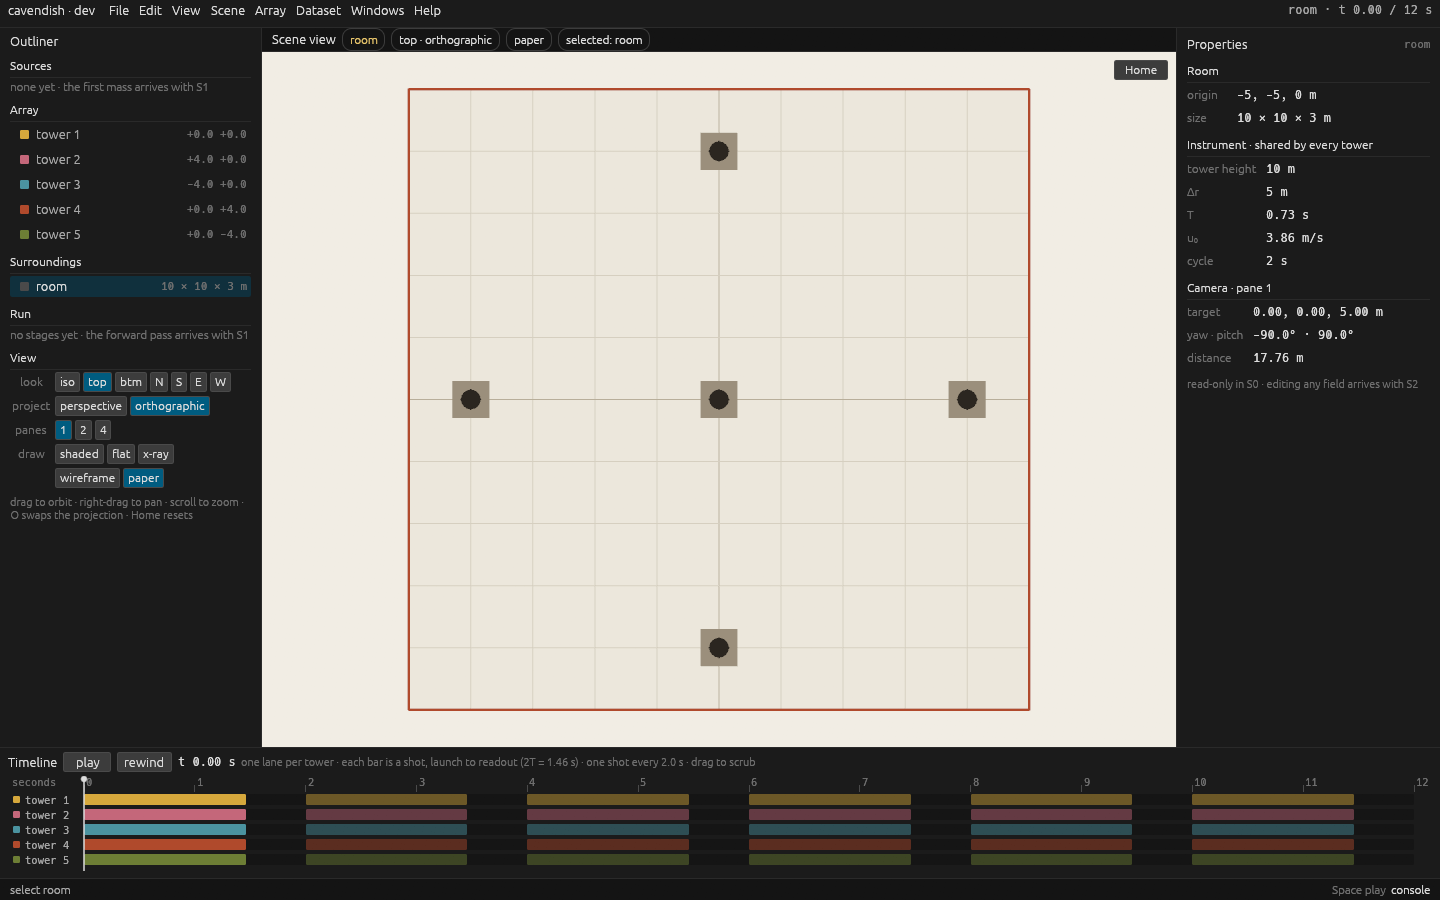 cavendish · dev File Edit View Scene Array Dataset Windows Help room · t 0.00 / 12 s
Outliner
Sources
none yet · the first mass arrives with S1
Array
tower 1 +0.0 +0.0
tower 2 +4.0 +0.0
tower 3 −4.0 +0.0
tower 4 +0.0 +4.0
tower 5 +0.0 −4.0
Surroundings
room 10 × 10 × 3 m
Run
no stages yet · the forward pass arrives with S1
View
look iso top btm N S E W
project perspective orthographic
panes 1 2 4
draw shaded flat x-ray
wireframe paper
drag to orbit · right-drag to pan · scroll to zoom ·
O swaps the projection · Home resets
Scene view room top · orthographic paper selected: room
Home
Properties room
Room
origin −5, −5, 0 m
size 10 × 10 × 3 m
Instrument · shared by every tower
tower height 10 m
Δr 5 m
T 0.73 s
u₀ 3.86 m/s
cycle 2 s
Camera · pane 1
target 0.00, 0.00, 5.00 m
yaw · pitch −90.0° · 90.0°
distance 17.76 m
read-only in S0 · editing any field arrives with S2
Timeline play rewind t 0.00 s one lane per tower · each bar is a shot, launch to readout (2T = 1.46 s) · one shot every 2.0 s · drag to scrub
seconds 0 1 2 3 4 5 6 7 8 9 10 11 12
tower 1
tower 2
tower 3
tower 4
tower 5
select room Space play console